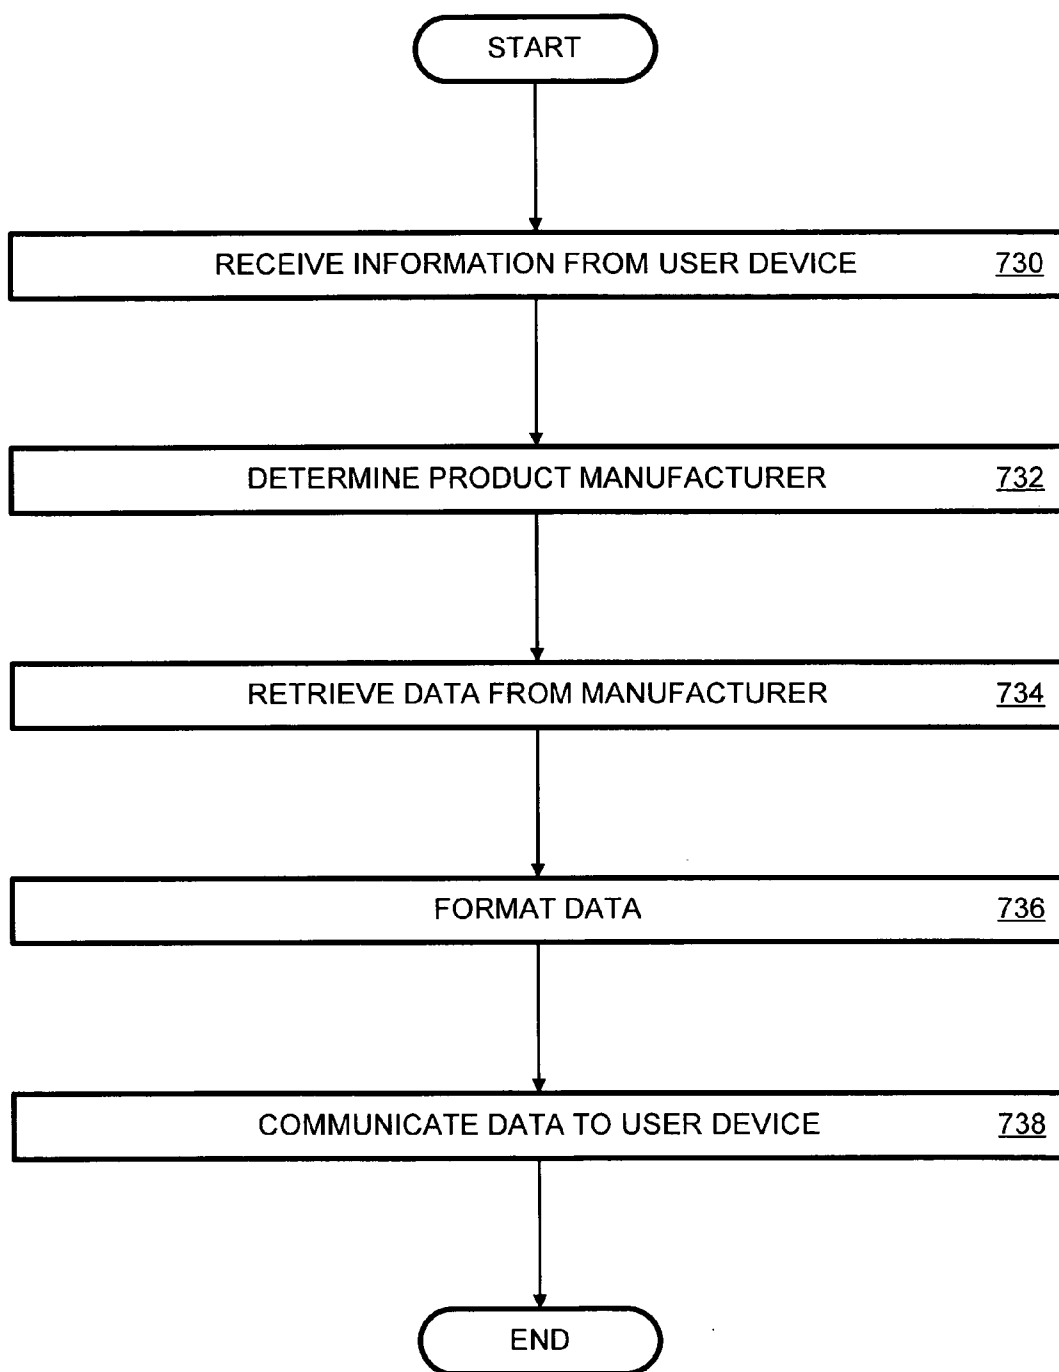 START
RECEIVE INFORMATION FROM USER DEVICE 730
DETERMINE PRODUCT MANUFACTURER 732
RETRIEVE DATA FROM MANUFACTURER 734
FORMAT DATA 736
COMMUNICATE DATA TO USER DEVICE 738
END